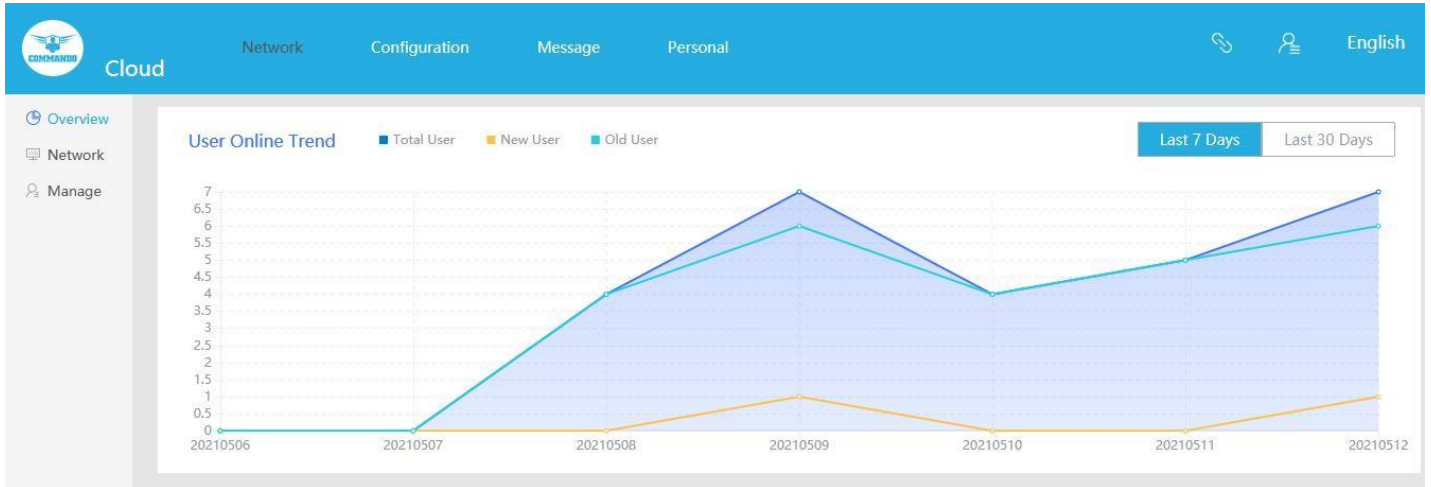 COMMANDO
Cloud
Network Configuration Message Personal English
Overview
Network
Manage
User Online Trend Total User New User Old User Last 7 Days Last 30 Days
7
6.5
6
5.5
5
4.5
4
3.5
3
2.5
2
1.5
1
0.5
0
20210506 20210507 20210508 20210509 20210510 20210511 20210512